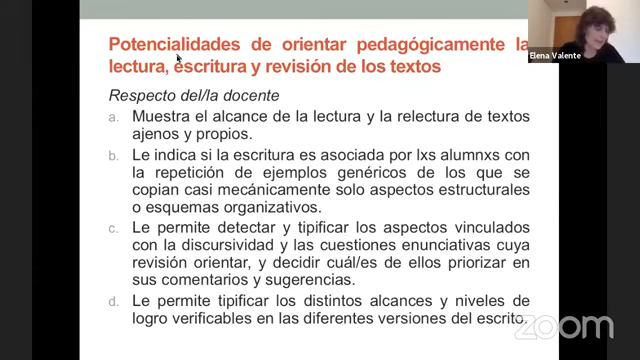 Potencialidades de orientar pedagógicamente la
lectura, escritura y revisión de los textos
Elena Valente
Respecto del/la docente
a. Muestra el alcance de la lectura y la relectura de textos
ajenos y propios.
b. Le indica si la escritura es asociada por lxs alumnxs con
la repetición de ejemplos genéricos de los que se
copian casi mecánicamente solo aspectos estructurales
o esquemas organizativos.
c. Le permite detectar y tipificar los aspectos vinculados
con la discursividad y las cuestiones enunciativas cuya
revisión orientar, y decidir cuál/es de ellos priorizar en
sus comentarios y sugerencias.
d. Le permite tipificar los distintos alcances y niveles de
logro verificables en las diferentes versiones del escrito.
zoom